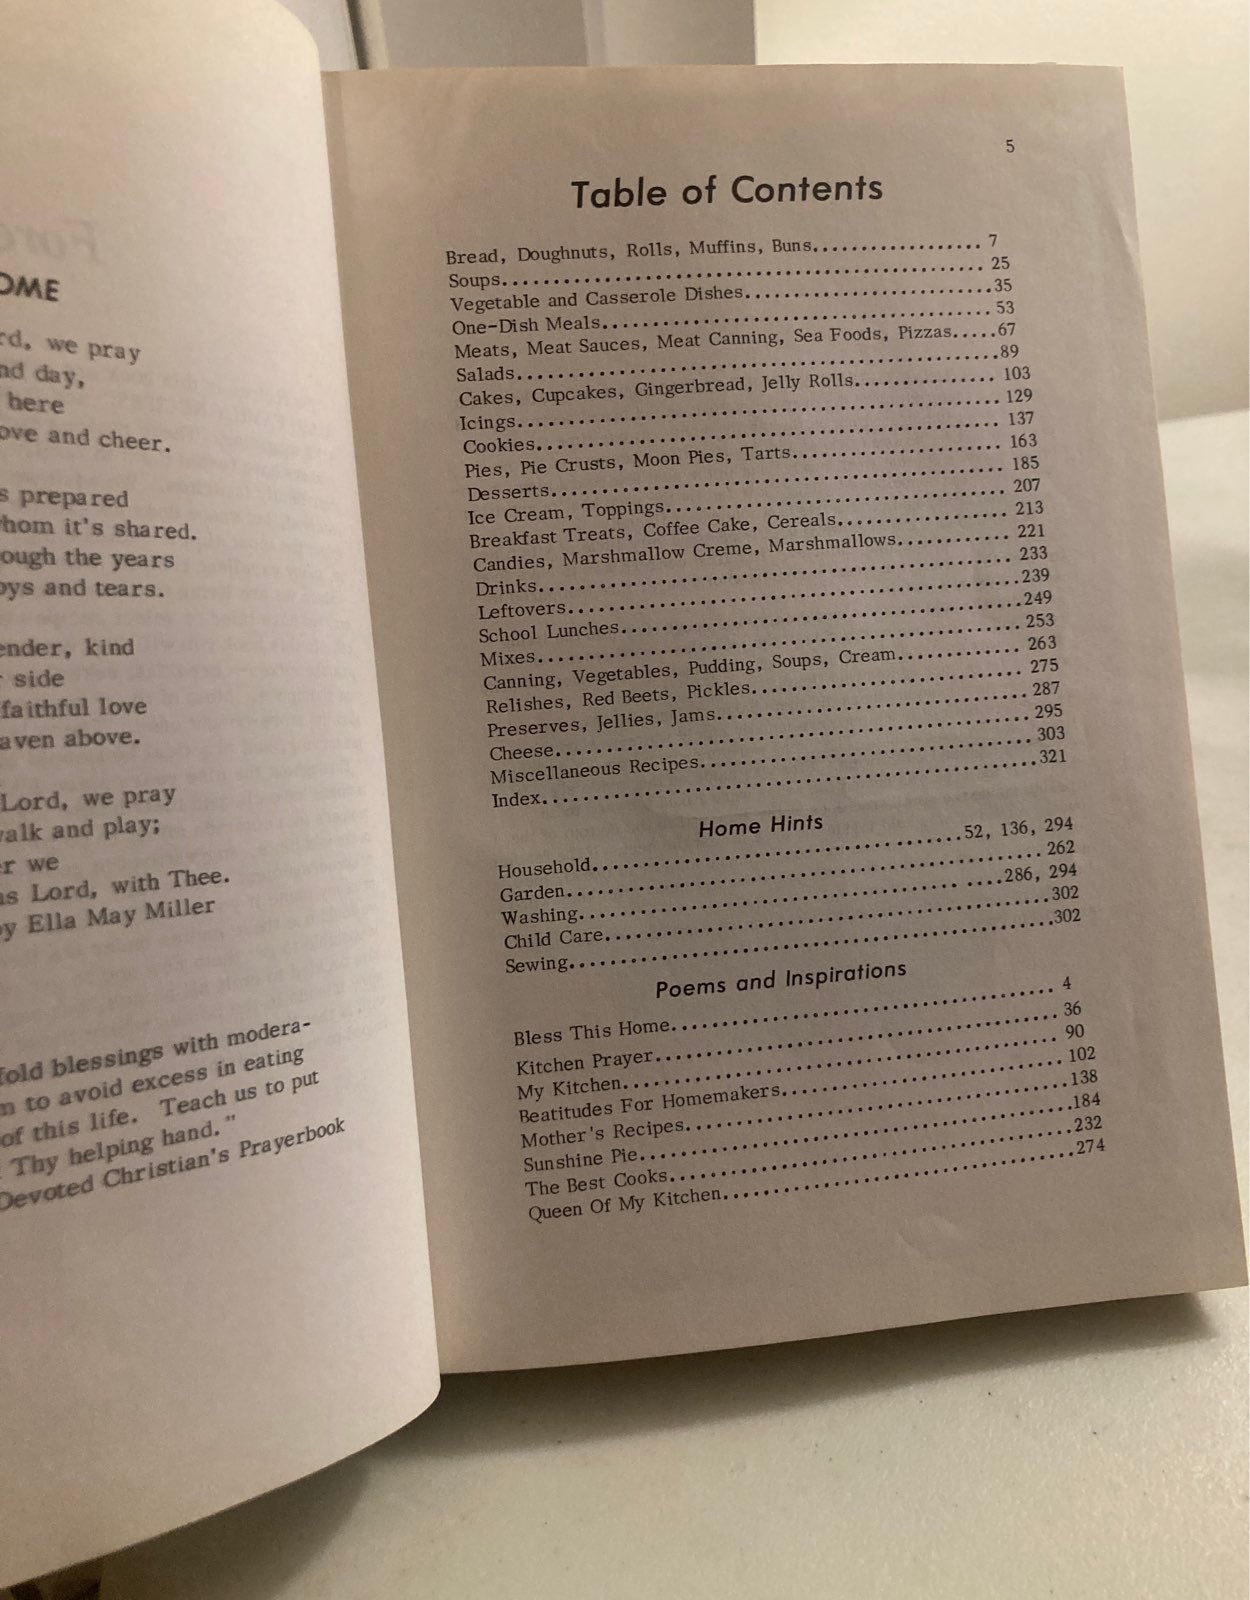 OME
we pray
day,
here
and cheer.
prepared
it's shared.
the years
and tears.
kind
side
faithful love
above.
Lord, we pray
and play;
we
Lord, with Thee.
Ella May Miller
blessings with modera-
to avoid excess in eating
of this life. Teach us to put
Thy helping hand."
Devoted Christian's Prayerbook
5
Table of Contents
Bread, Doughnuts, Rolls, Muffins, Buns.................. 7
Soups............................................... 25
Vegetable and Casserole Dishes........................35
One-Dish Meals...................................... 53
Meats, Meat Sauces, Meat Canning, Sea Foods, Pizzas.....67
Salads...............................................89
Cakes, Cupcakes, Gingerbread, Jelly Rolls.............. 103
Icings.............................................. 129
Cookies............................................. 137
Pies, Pie Crusts, Moon Pies, Tarts.................... 163
Desserts............................................ 185
Ice Cream, Toppings................................. 207
Breakfast Treats, Coffee Cake, Cereals................. 213
Candies, Marshmallow Creme, Marshmallows............ 221
Drinks.............................................. 233
Leftovers............................................239
School Lunches.......................................249
Mixes............................................... 253
Canning, Vegetables, Pudding, Soups, Cream............ 263
Relishes, Red Beets, Pickles........................... 275
Preserves, Jellies, Jams.............................. 287
Cheese.............................................. 295
Miscellaneous Recipes................................ 303
Index................................................321
Home Hints
Household....................................52, 136, 294
Garden.............................................. 262
Washing..................................... ....286, 294
Child Care...........................................302
Sewing...............................................302
Poems and Inspirations
Bless This Home..................................... 4
Kitchen Prayer....................................... 36
My Kitchen.......................................... 90
Beatitudes For Homemakers........................... 102
Mother's Recipes..................................... 138
Sunshine Pie..........................................184
The Best Cooks.......................................232
Queen Of My Kitchen..................................274